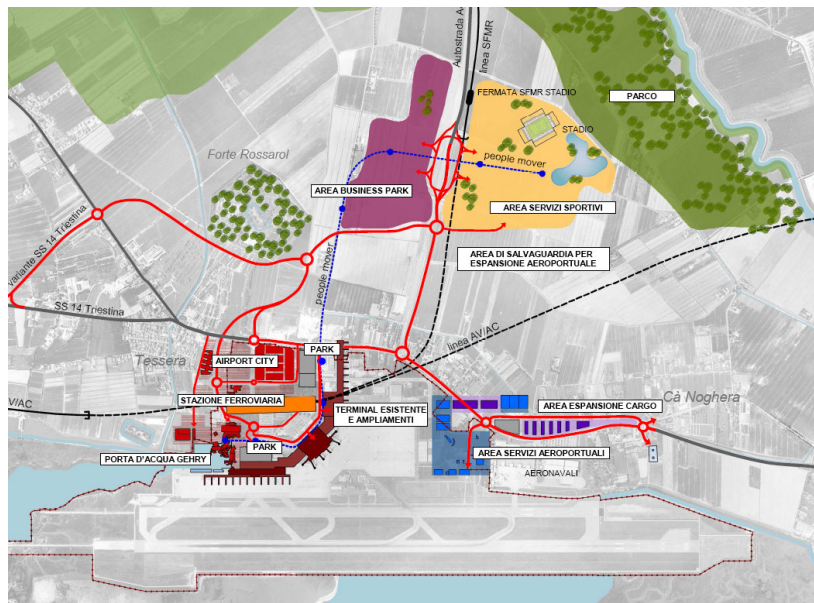 Autostrada A
linea SFMR
FERMATA SFMR STADIO
PARCO
STADIO
people mover
Forte Rossarol
AREA BUSINESS PARK
AREA SERVIZI SPORTIVI
variante SS 14 Triestina
AREA DI SALVAGUARDIA PER
ESPANSIONE AEROPORTUALE
people mover
SS 14 Triestina
linea AV/AC
Tessera
PARK
AIRPORT CITY
STAZIONE FERROVIARIA
AV/AC
TERMINAL ESISTENTE
E AMPLIAMENTI
AREA ESPANSIONE CARGO
Cà Noghera
PARK
PORTA D'ACQUA GEHRY
AREA SERVIZI AEROPORTUALI
AERONAVALI